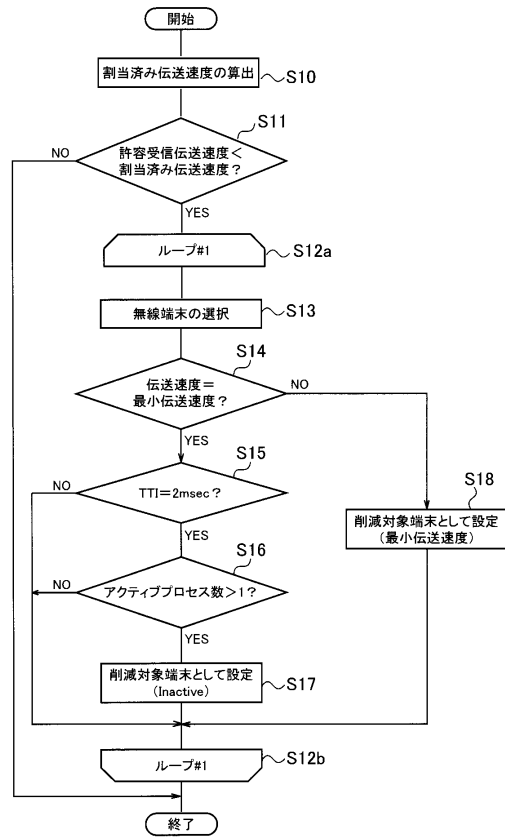 開始
割当済み伝送速度の算出
S10
S11
許容受信伝送速度<
割当済み伝送速度?
NO
YES
ループ#1
S12a
無線端末の選択
S13
S14
伝送速度=
最小伝送速度?
NO
YES
S15
TTI=2msec?
NO
YES
S18
削減対象端末として設定
(最小伝送速度)
S16
アクティブプロセス数>1?
NO
YES
削減対象端末として設定
(Inactive)
S17
ループ#1
S12b
終了